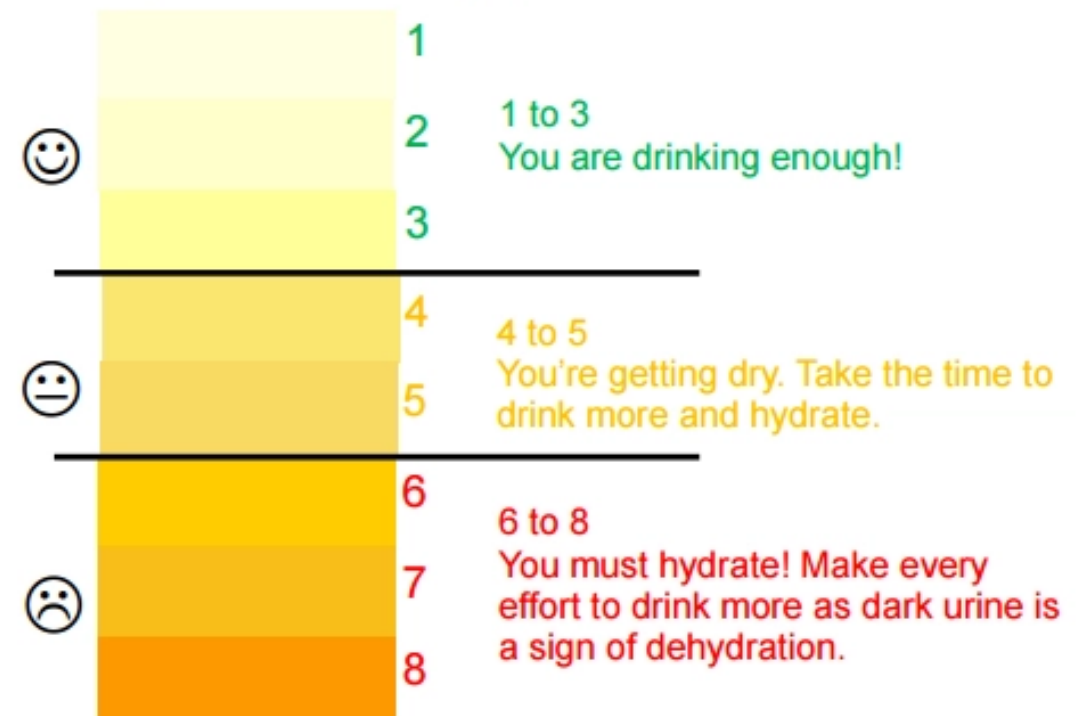 1
2
3
1 to 3
You are drinking enough!
4
5
4 to 5
You’re getting dry. Take the time to
drink more and hydrate.
6
7
8
6 to 8
You must hydrate! Make every
effort to drink more as dark urine is
a sign of dehydration.